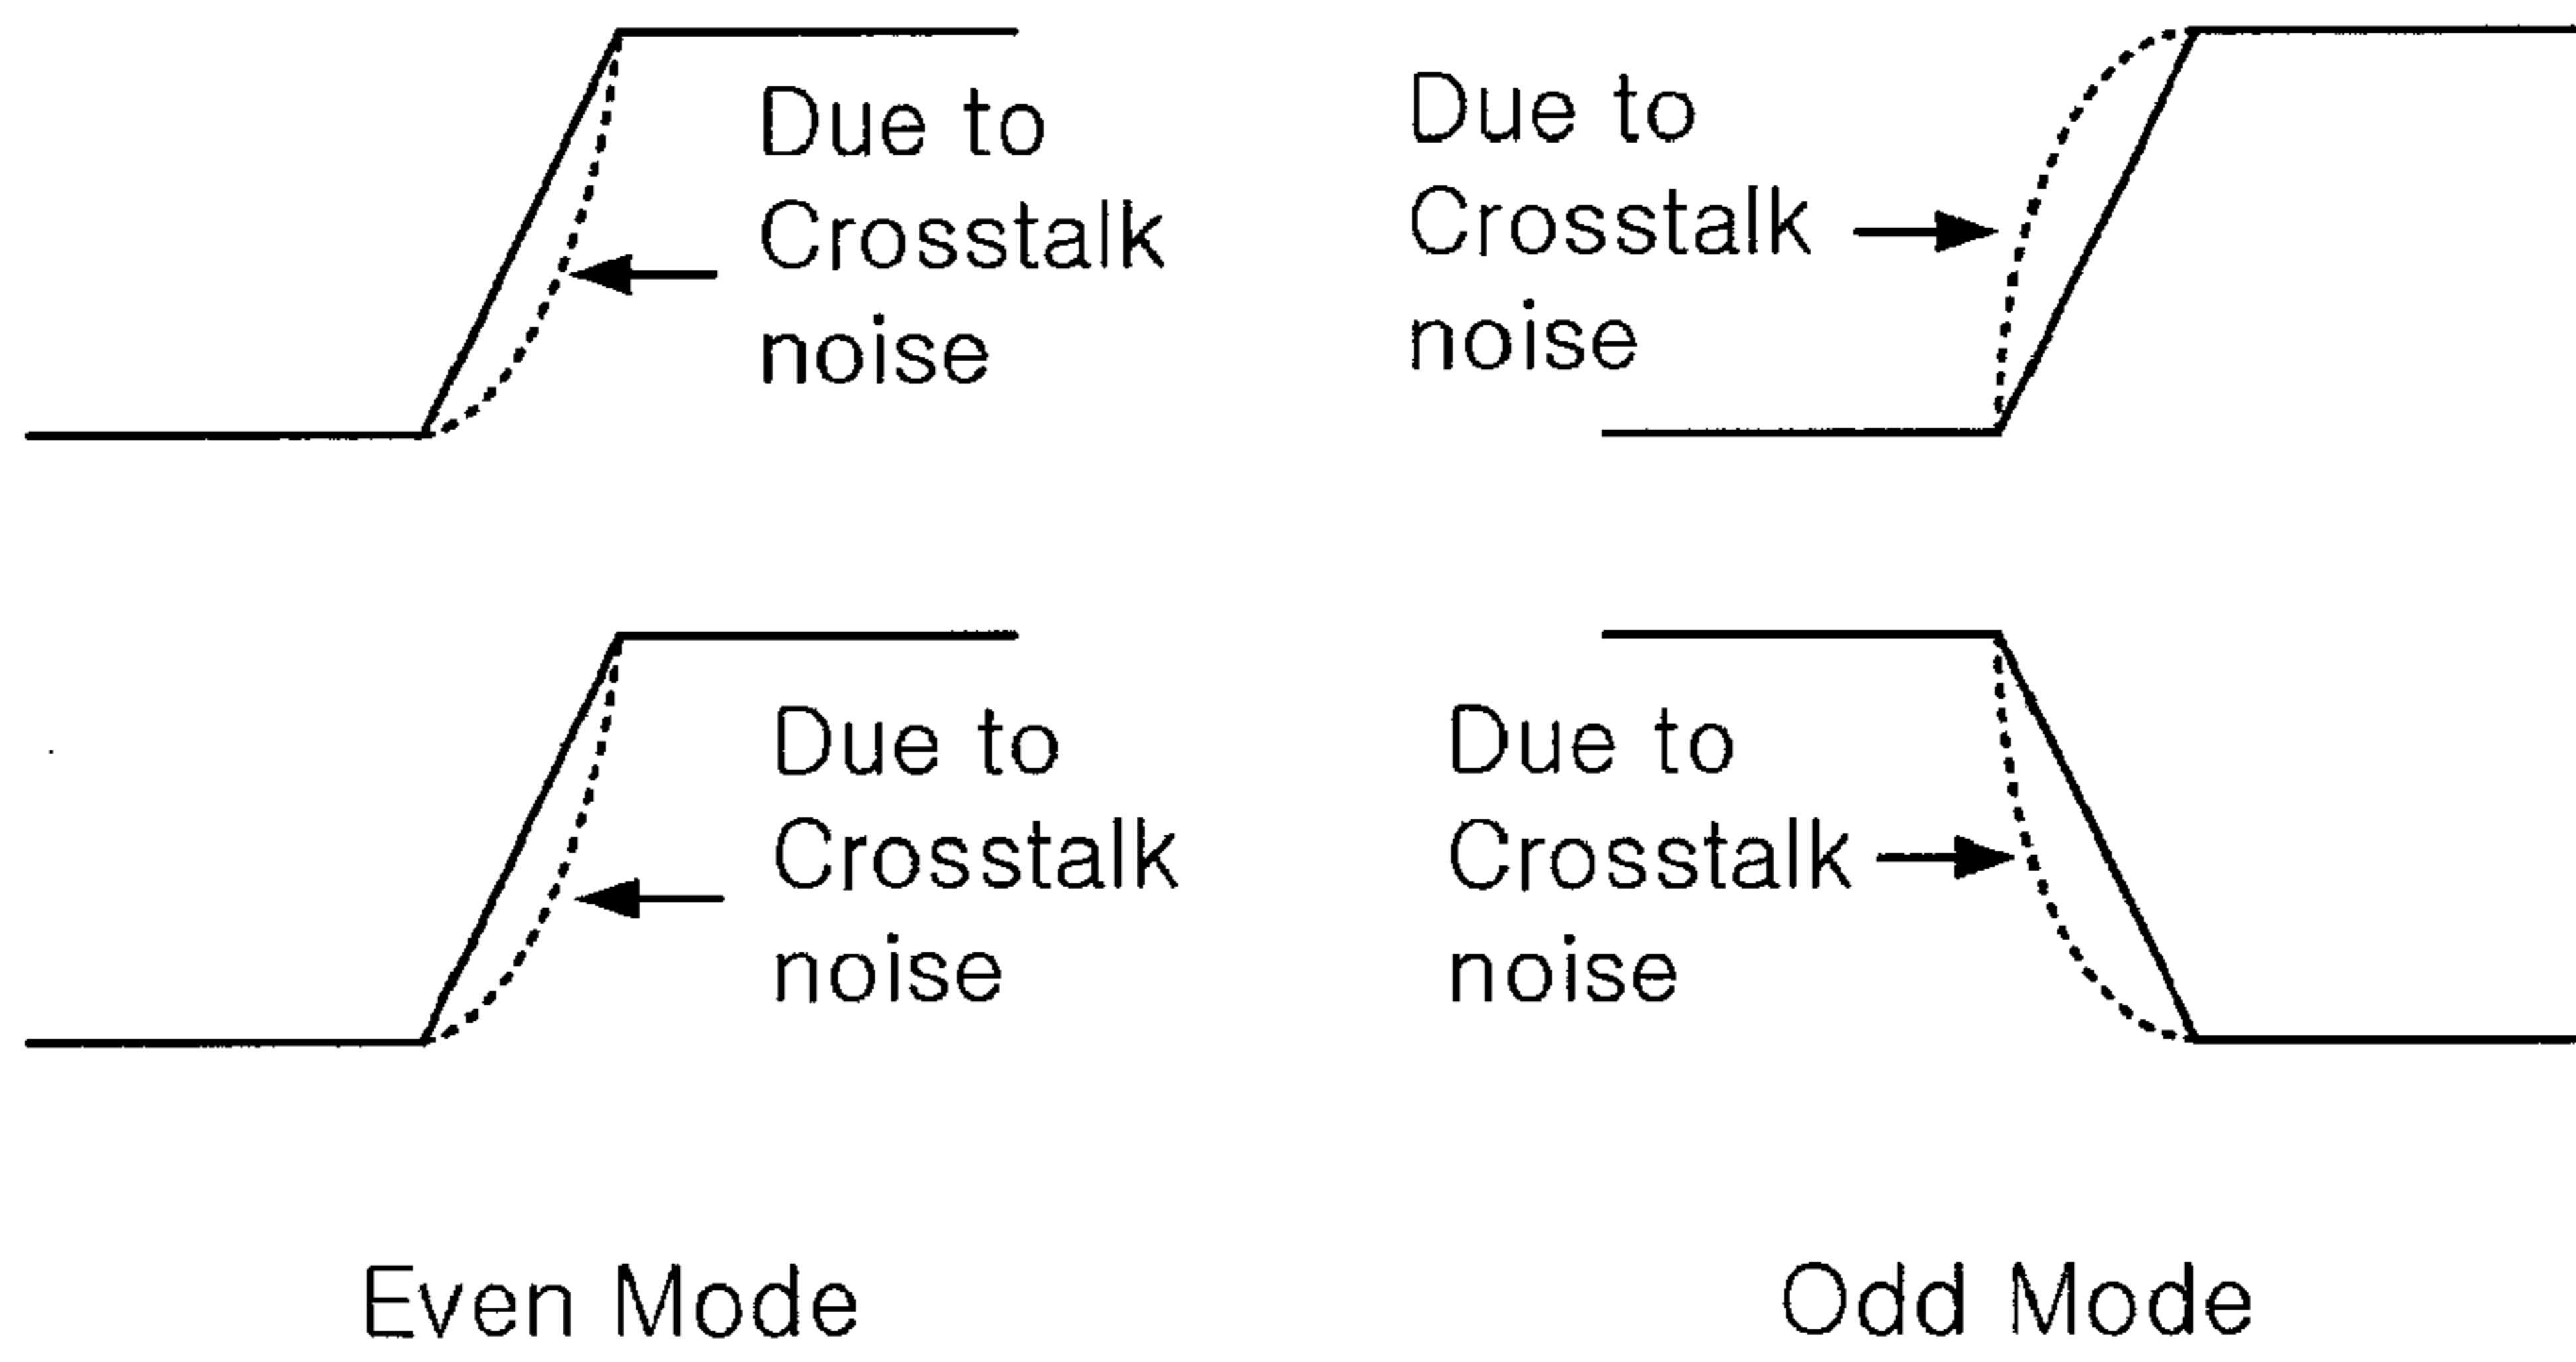 Due to
Crosstalk
noise
Due to
Crosstalk
noise
Due to
Crosstalk
noise
Due to
Crosstalk
noise
Even Mode
Odd Mode